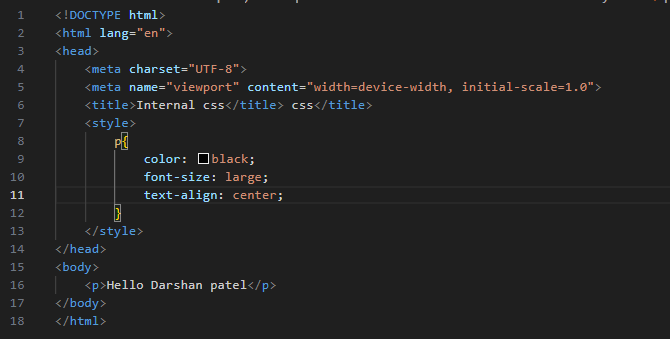 1 <!DOCTYPE html>
2 <html lang="en">
3 <head>
4     <meta charset="UTF-8">
5     <meta name="viewport" content="width=device-width, initial-scale=1.0">
6     <title>Internal css</title> css</title>
7     <style>
8         p{
9             color: black;
10             font-size: large;
11             text-align: center;
12         }
13     </style>
14 </head>
15 <body>
16     <p>Hello Darshan patel</p>
17 </body>
18 </html>